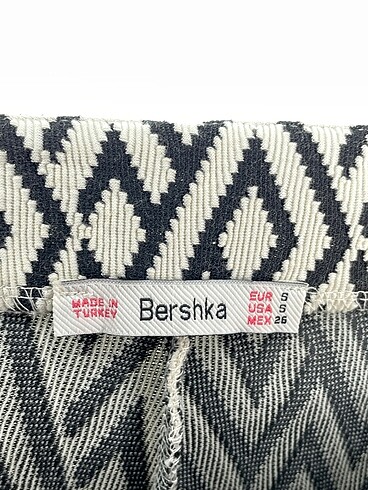 MADE IN
TURKEY
Bershka
EUR S
USA S
MEX 26